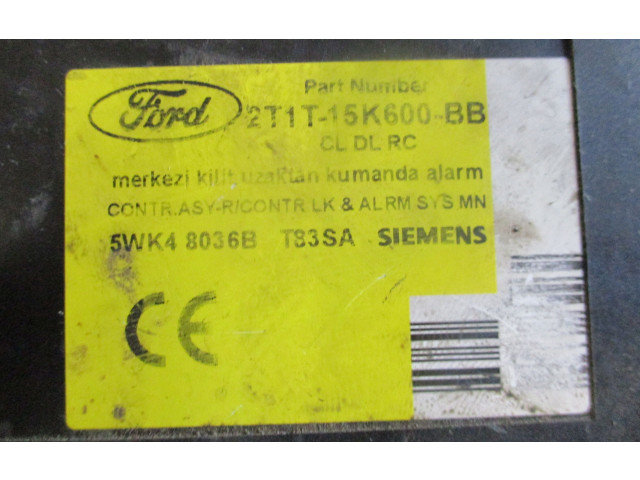 Ford
Part Number
2T1T-15K600-BB
CL DL RC
merkezi kilit uzaktan kumanda alarm
CONTR.ASY-R/CONTR LK & ALRM SYS MN
5WK4 8036B T83SA SIEMENS
CE